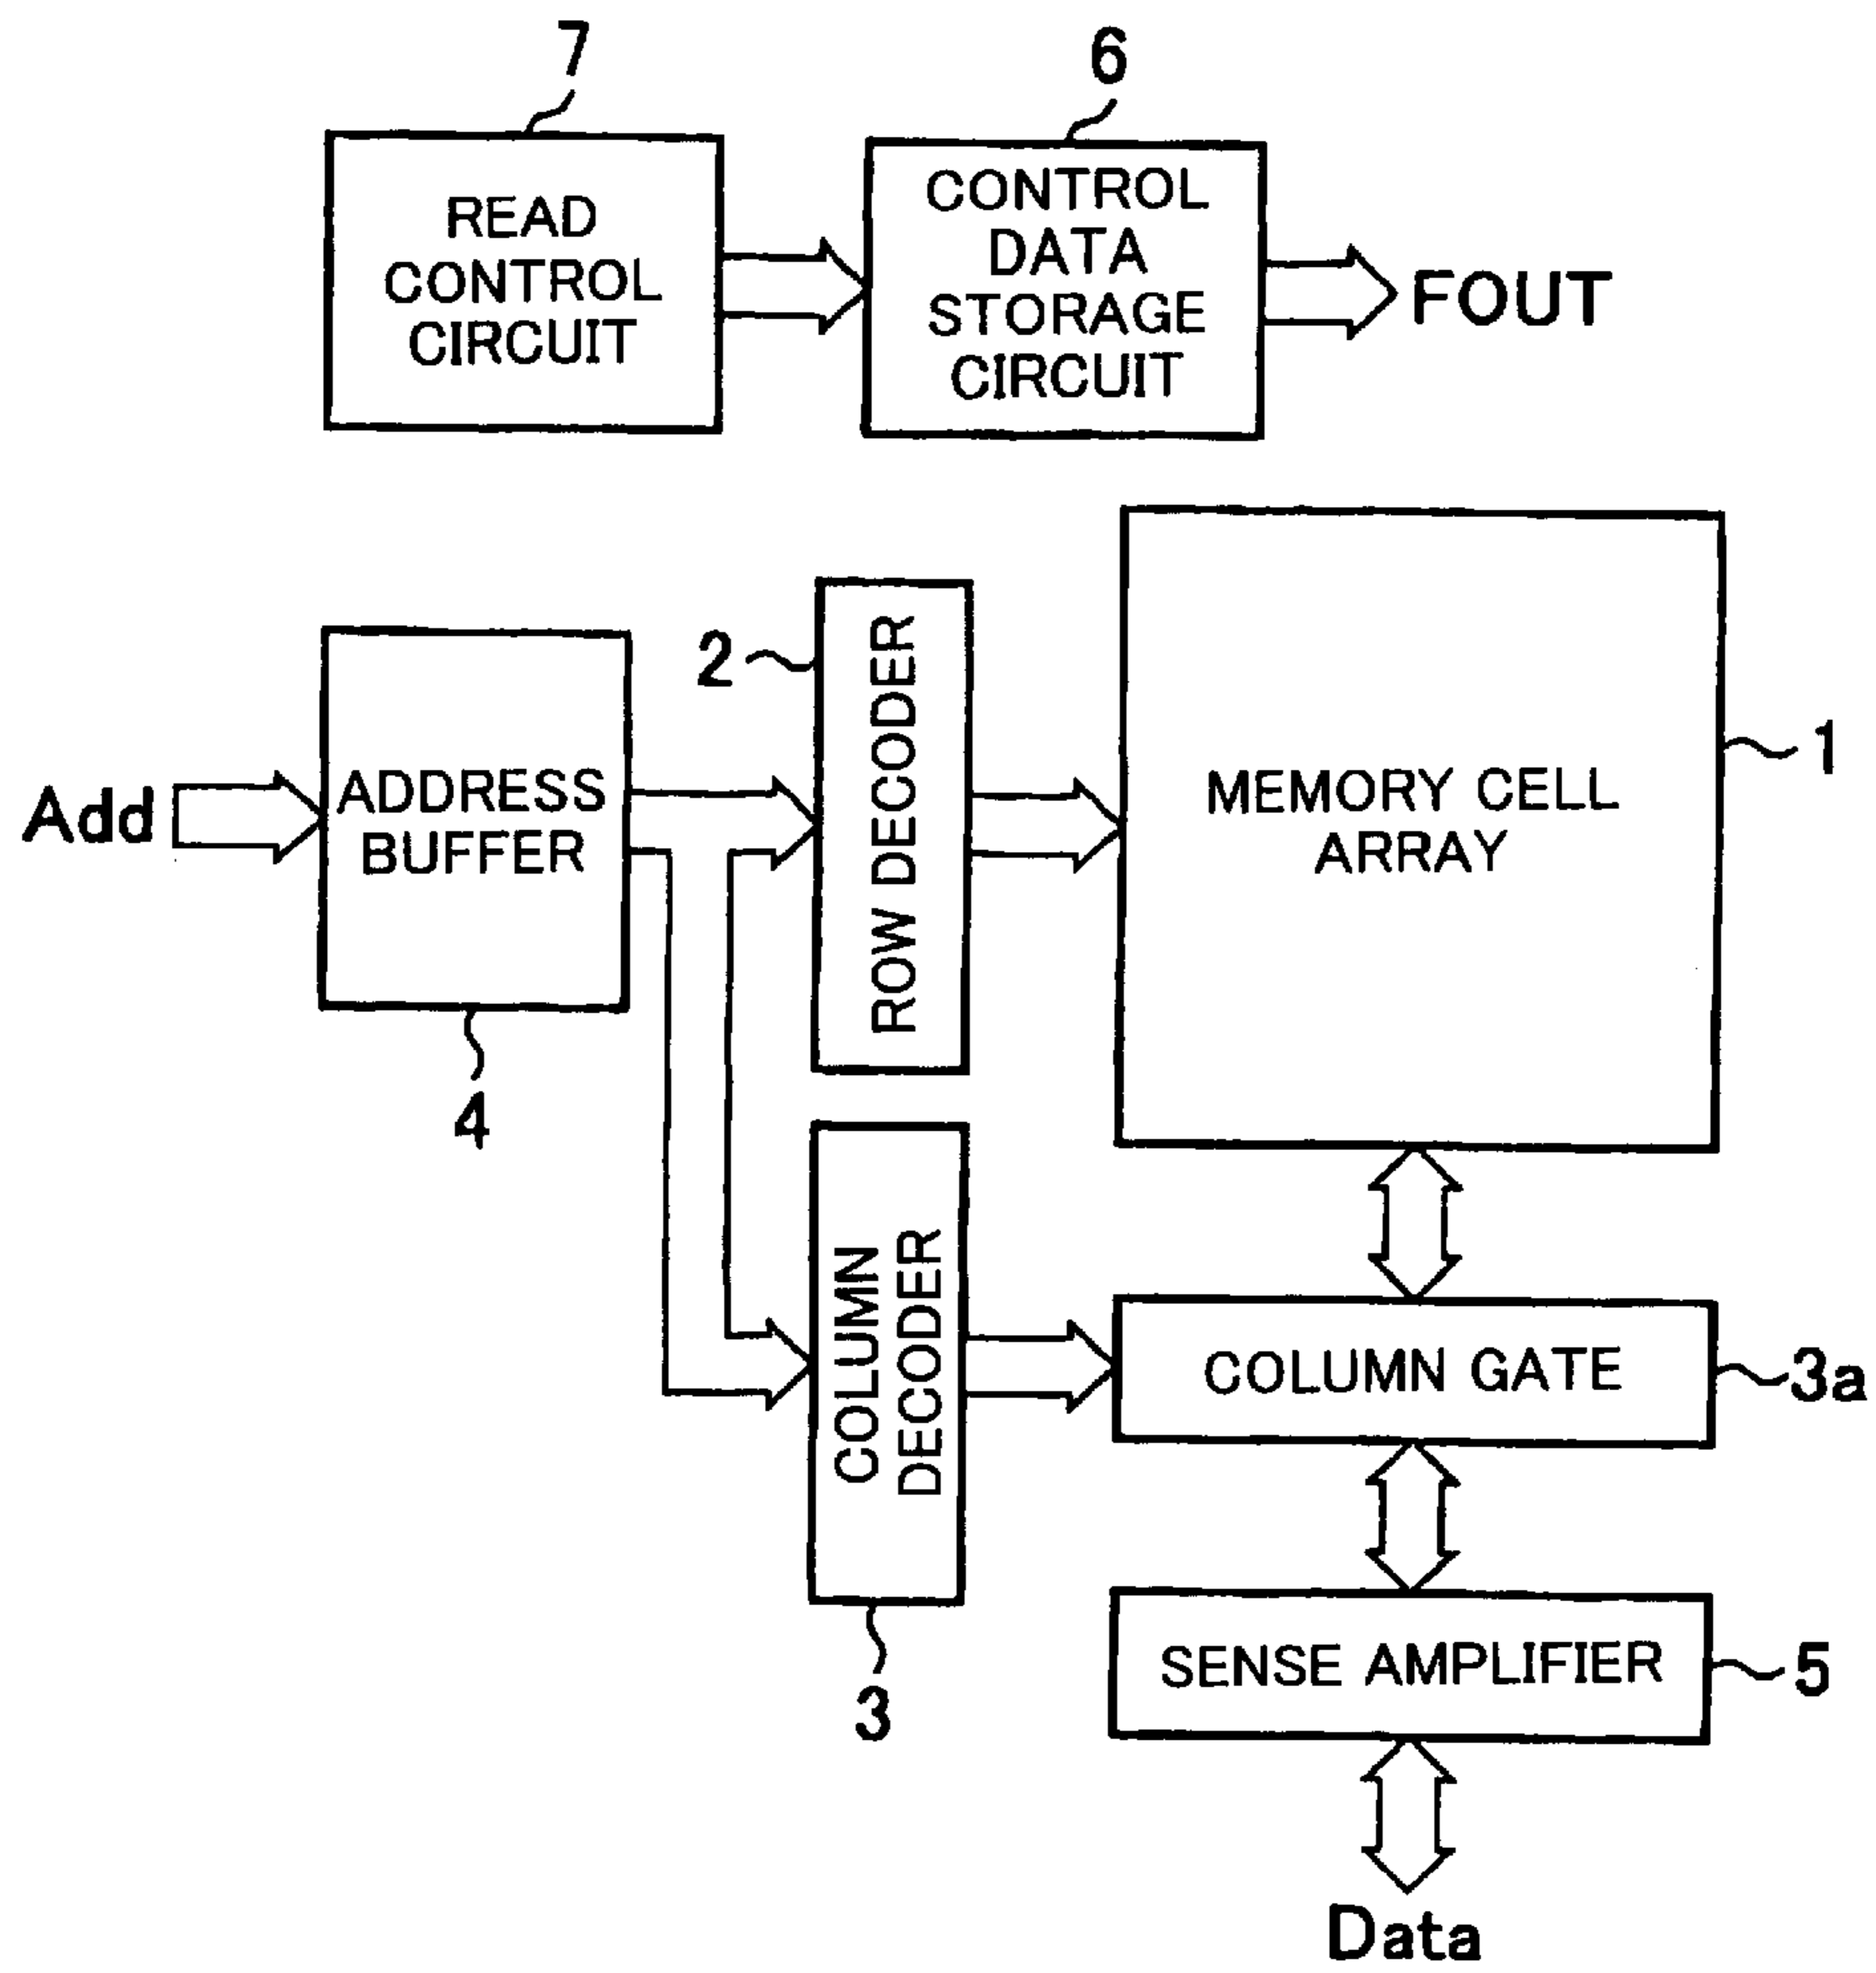 7
6
READ
CONTROL
CIRCUIT
CONTROL
DATA
STORAGE
CIRCUIT
FOUT
2
ROW DECODER
1
Add
ADDRESS
BUFFER
MEMORY CELL
ARRAY
4
COLUMN
DECODER
COLUMN GATE
3a
3
SENSE AMPLIFIER
5
Data